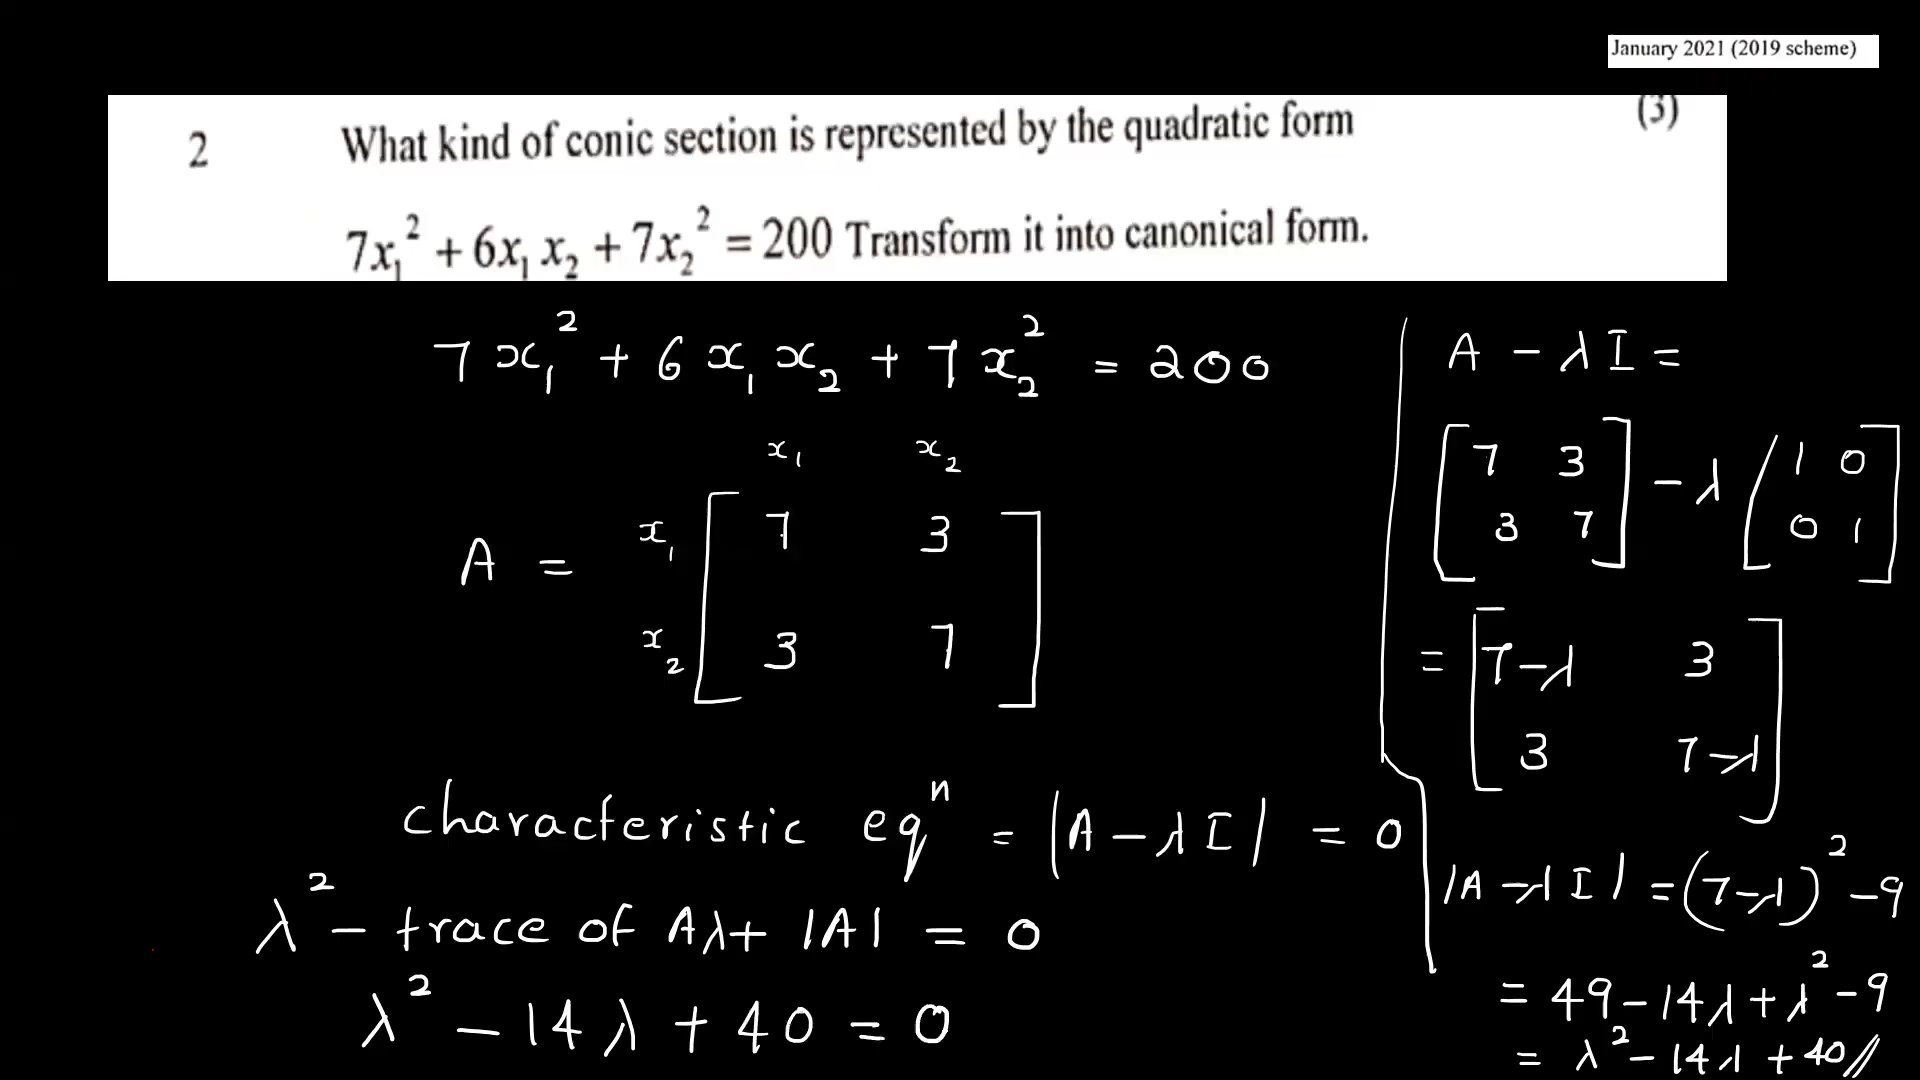 January 2021 (2019 scheme)
2 What kind of conic section is represented by the quadratic form (3)
7x₁² + 6x₁ x₂ + 7x₂² = 200 Transform it into canonical form.
7x₁² + 6x₁x₂ + 7x₂² = 200
x₁ x₂
A = x₁ [ 7 3
x₂ 3 7 ]
characteristic eqⁿ = |A − λI| = 0
λ² − trace of Aλ + |A| = 0
λ² − 14λ + 40 = 0
A − λI =
[ 7 3 ] − λ [ 1 0 ]
[ 3 7 ] [ 0 1 ]
= [ 7−λ 3
3 7−λ ]
|A − λI| = (7−λ)² − 9
= 49 − 14λ + λ² − 9
= λ² − 14λ + 40//